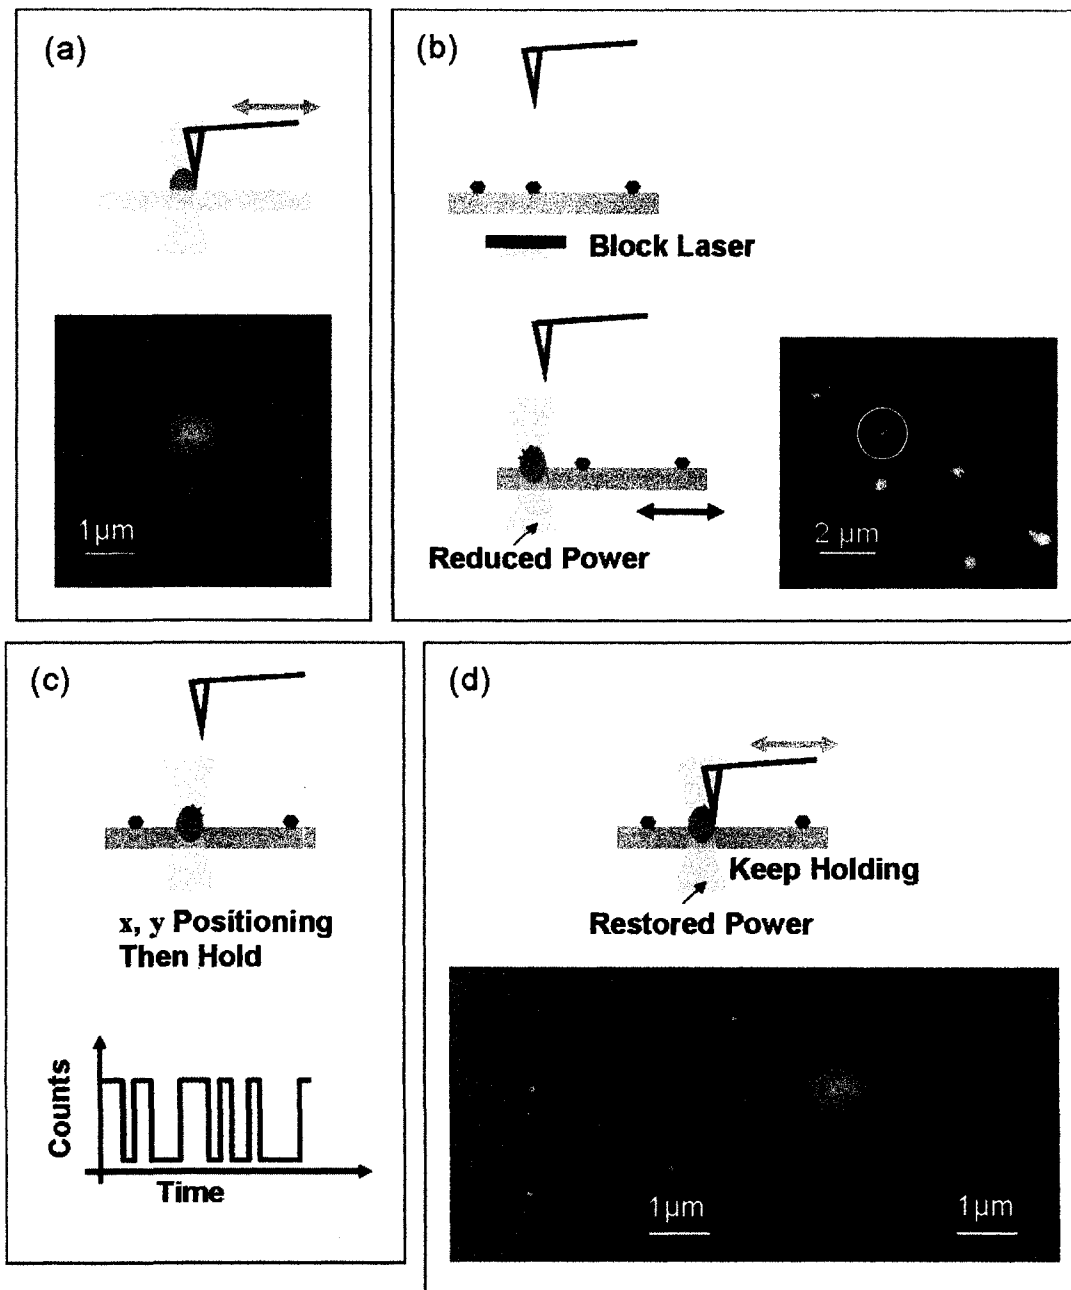 (a)
1μm
(b)
Block Laser
Reduced Power
2 μm
(c)
x, y Positioning
Then Hold
Counts
Time
(d)
Keep Holding
Restored Power
1μm
1μm